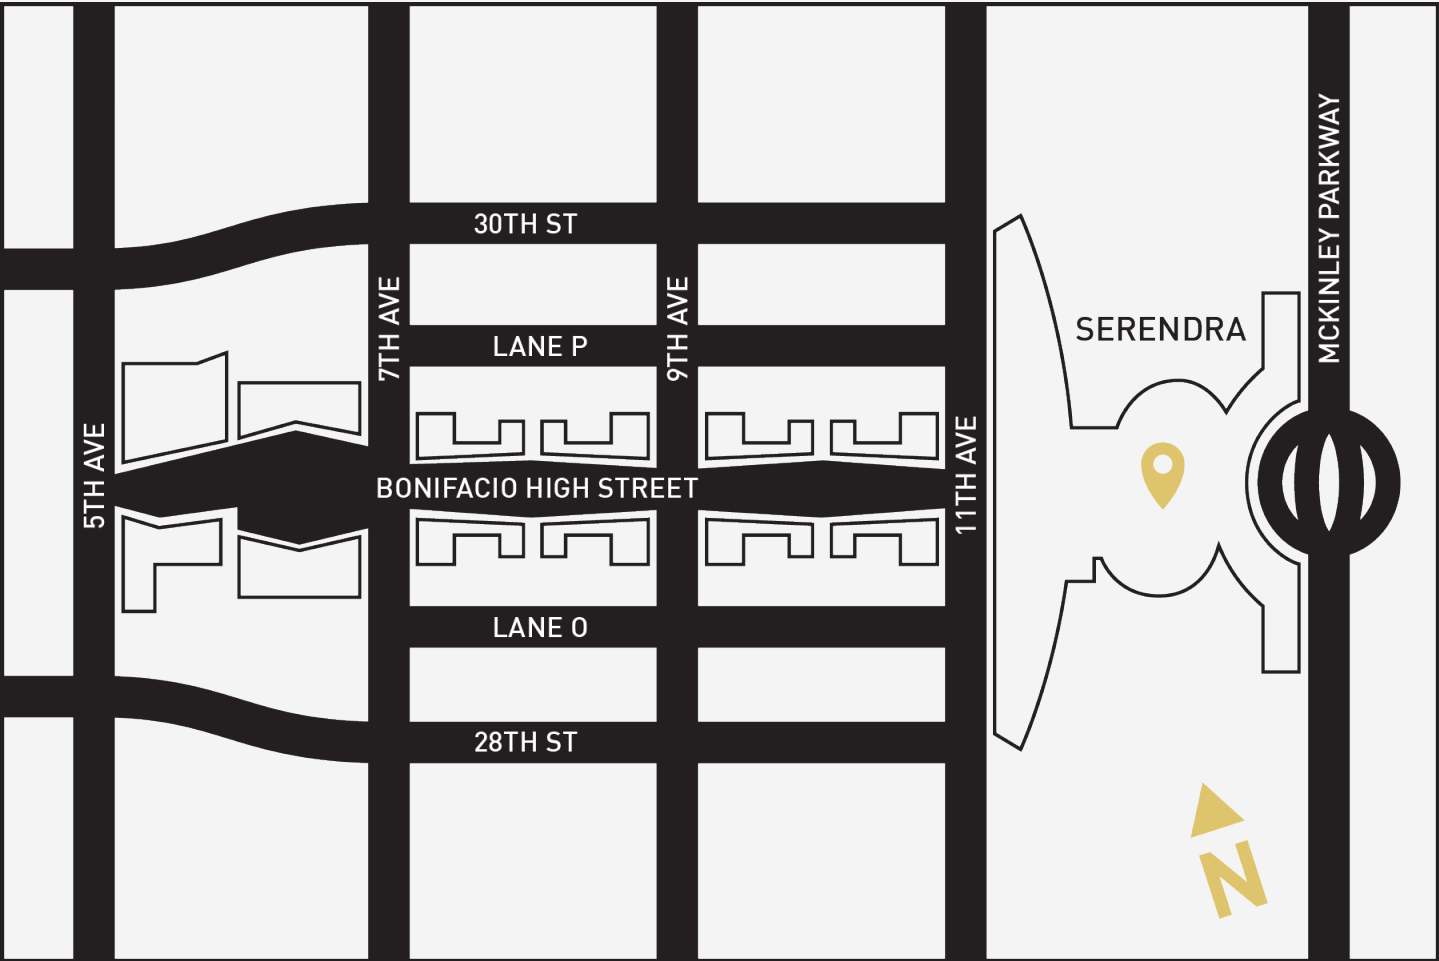 30TH ST
LANE P
BONIFACIO HIGH STREET
LANE O
28TH ST
5TH AVE
7TH AVE
9TH AVE
11TH AVE
SERENDRA
MCKINLEY PARKWAY
N